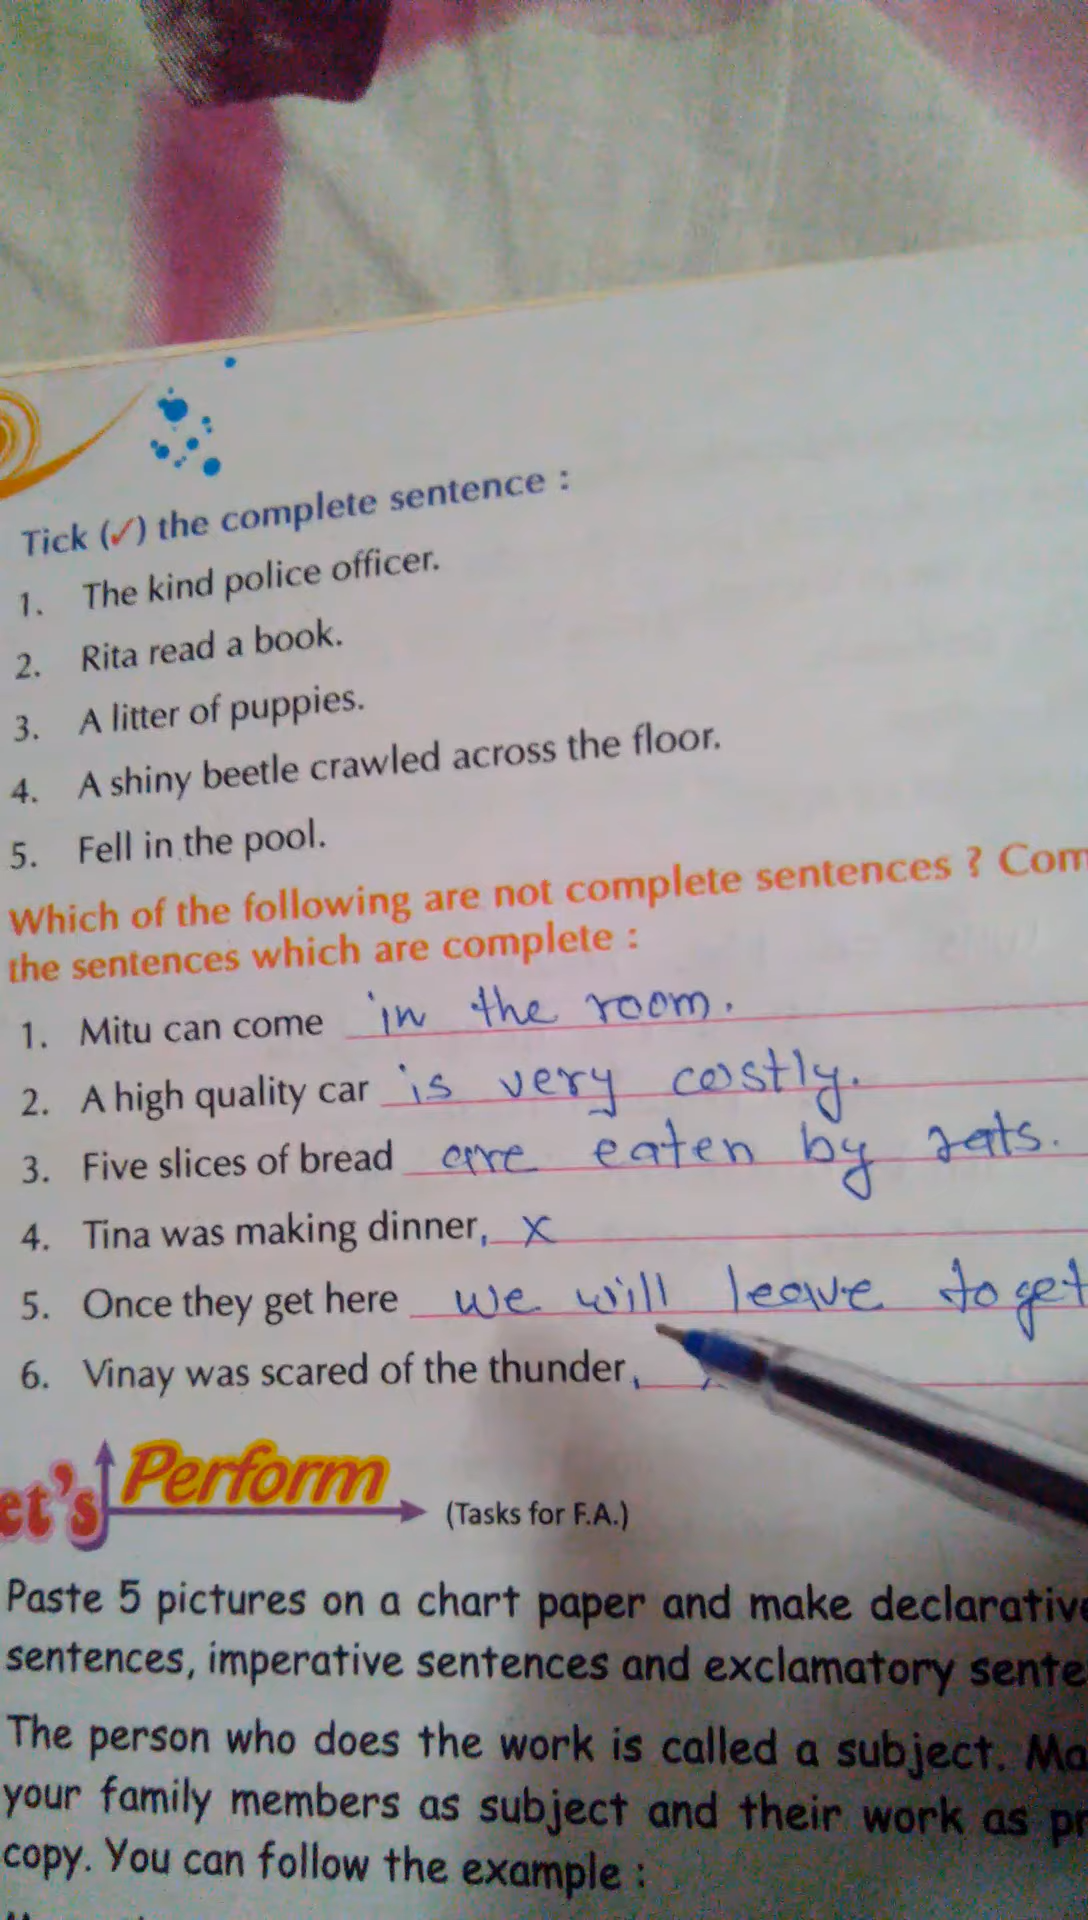 Tick (✓) the complete sentence :
1. The kind police officer.
2. Rita read a book.
3. A litter of puppies.
4. A shiny beetle crawled across the floor.
5. Fell in the pool.
Which of the following are not complete sentences ? Com
the sentences which are complete :
1. Mitu can come in the room.
2. A high quality car is very costly.
3. Five slices of bread are eaten by rats.
4. Tina was making dinner, x
5. Once they get here we will leave toget
6. Vinay was scared of the thunder,
et's Perform (Tasks for F.A.)
Paste 5 pictures on a chart paper and make declarative
sentences, imperative sentences and exclamatory sente
The person who does the work is called a subject. Ma
your family members as subject and their work as pr
copy. You can follow the example :